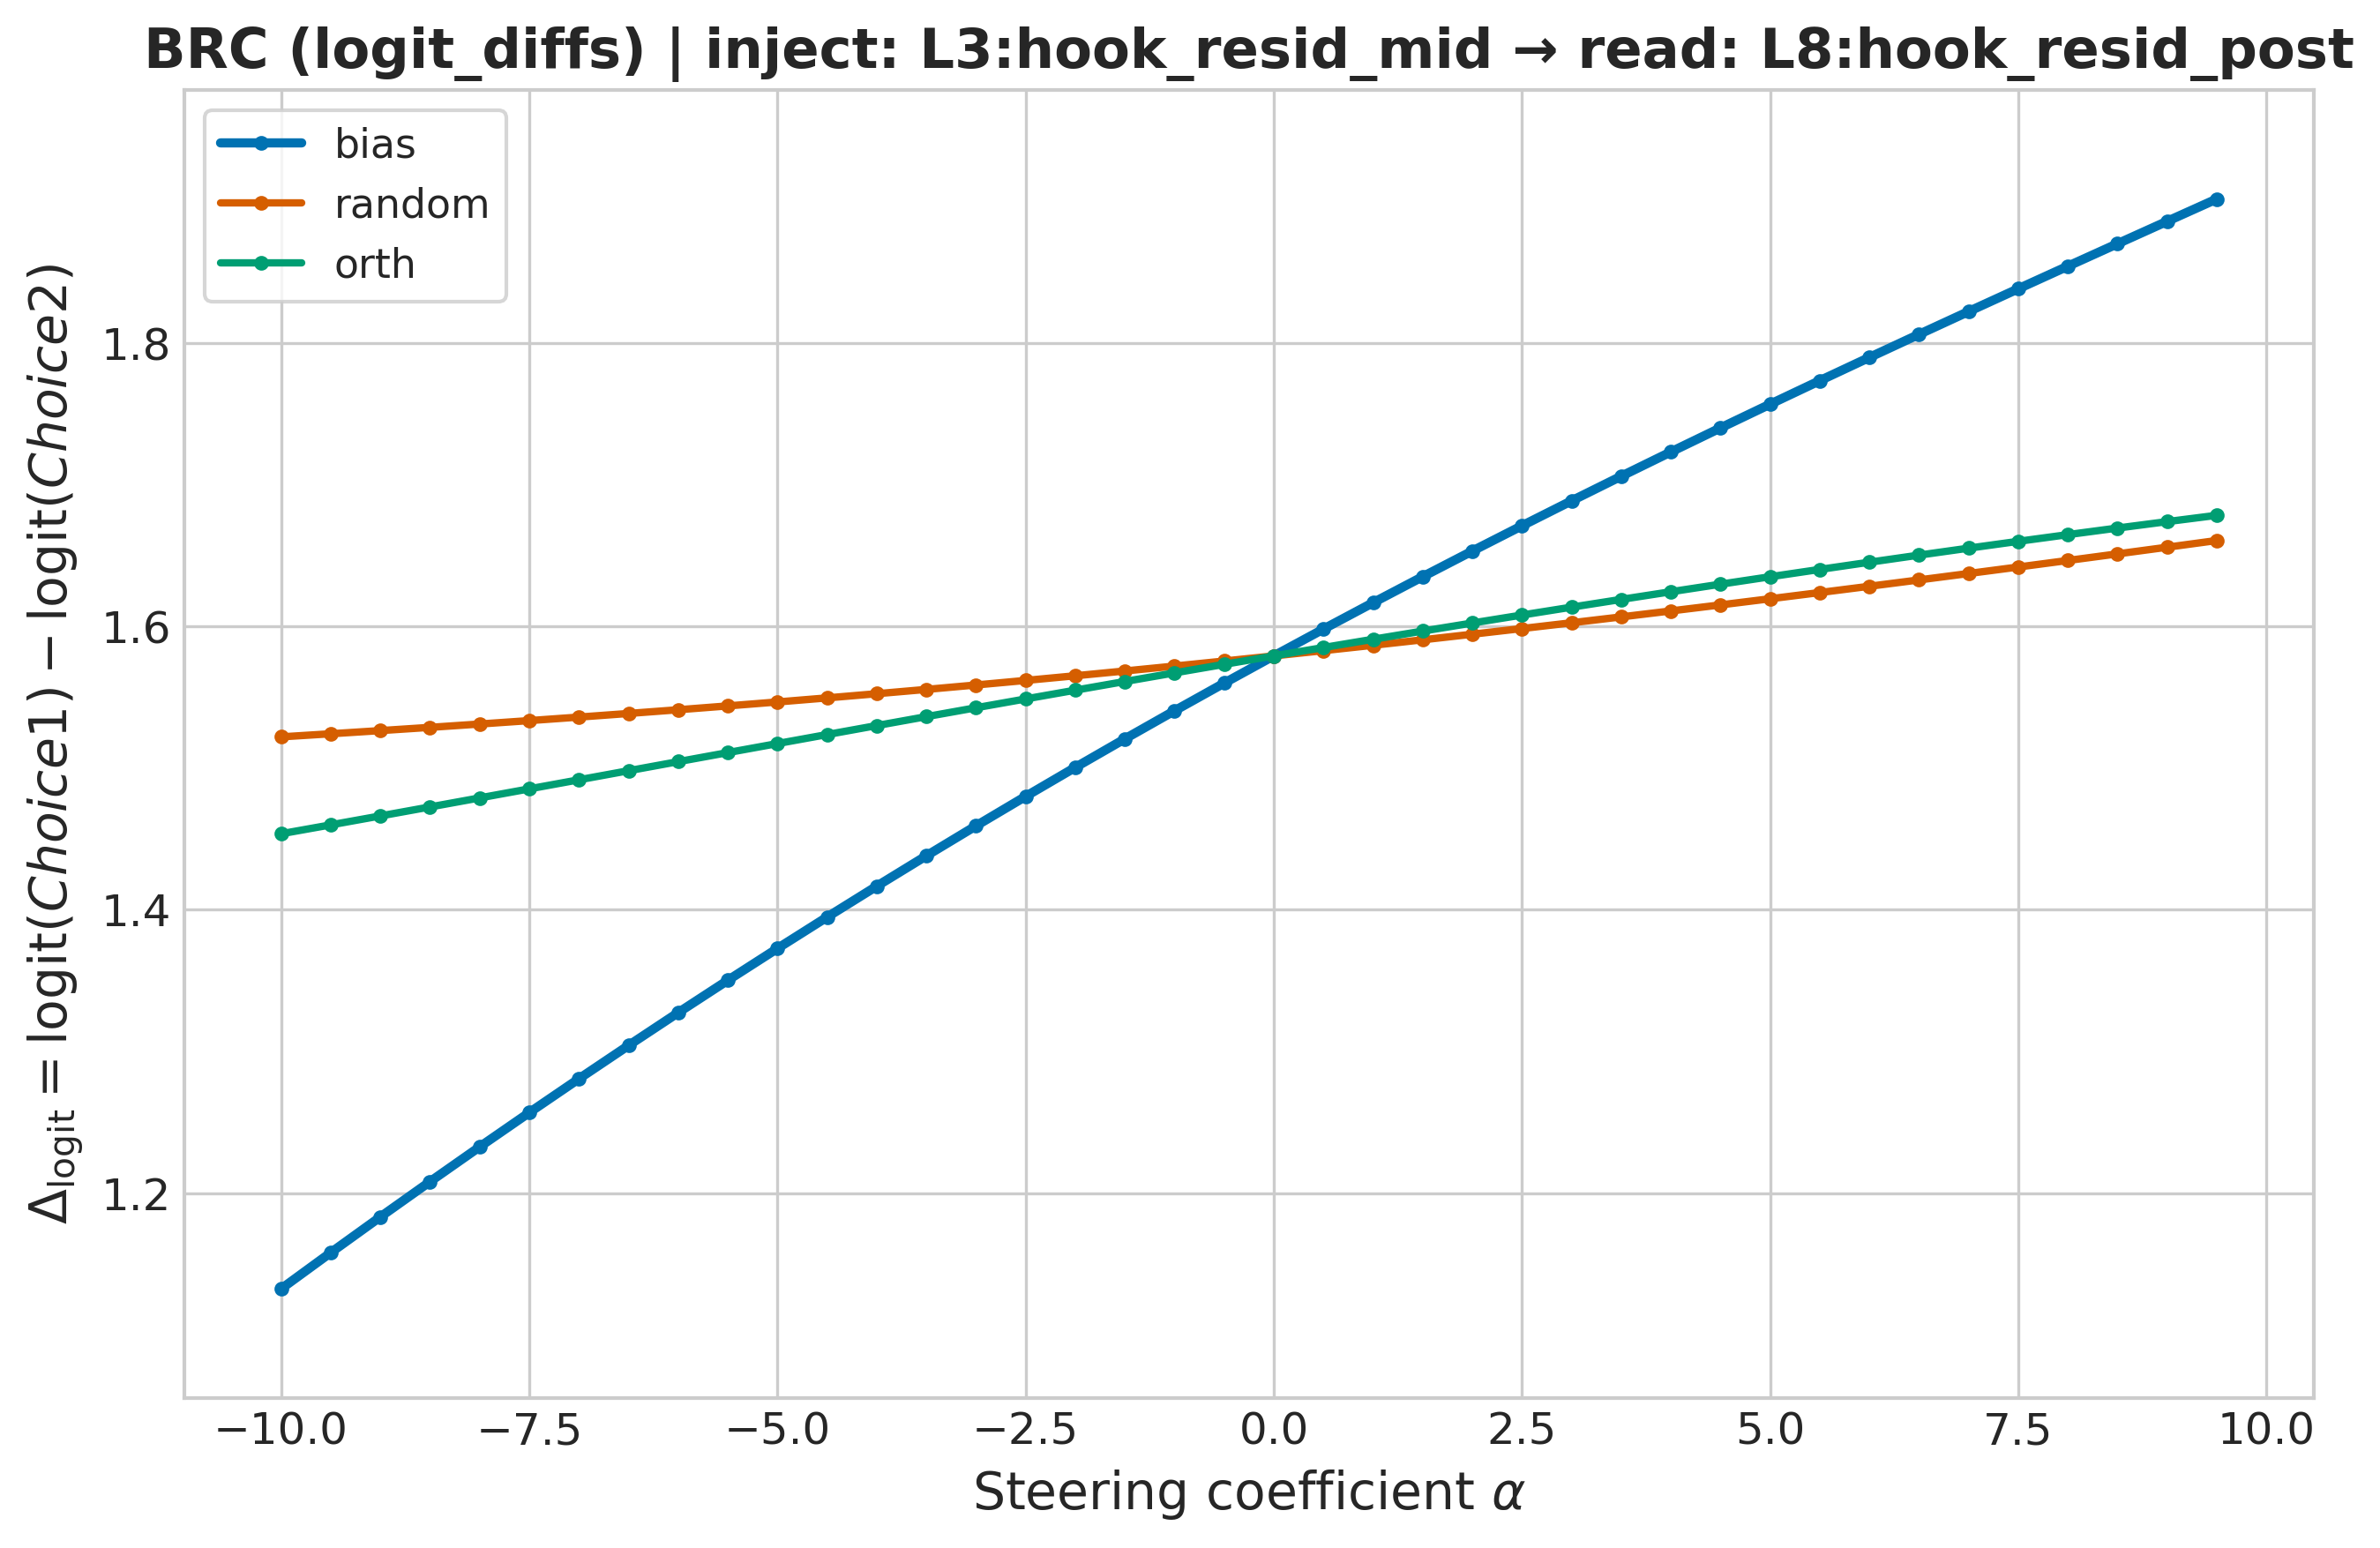 BRC (logit_diffs) | inject: L3:hook_resid_mid → read: L8:hook_resid_post
bias
random
orth
Δlogit = logit(Choice1) − logit(Choice2)
1.8
1.6
1.4
1.2
−10.0 −7.5 −5.0 −2.5 0.0 2.5 5.0 7.5 10.0
Steering coefficient α